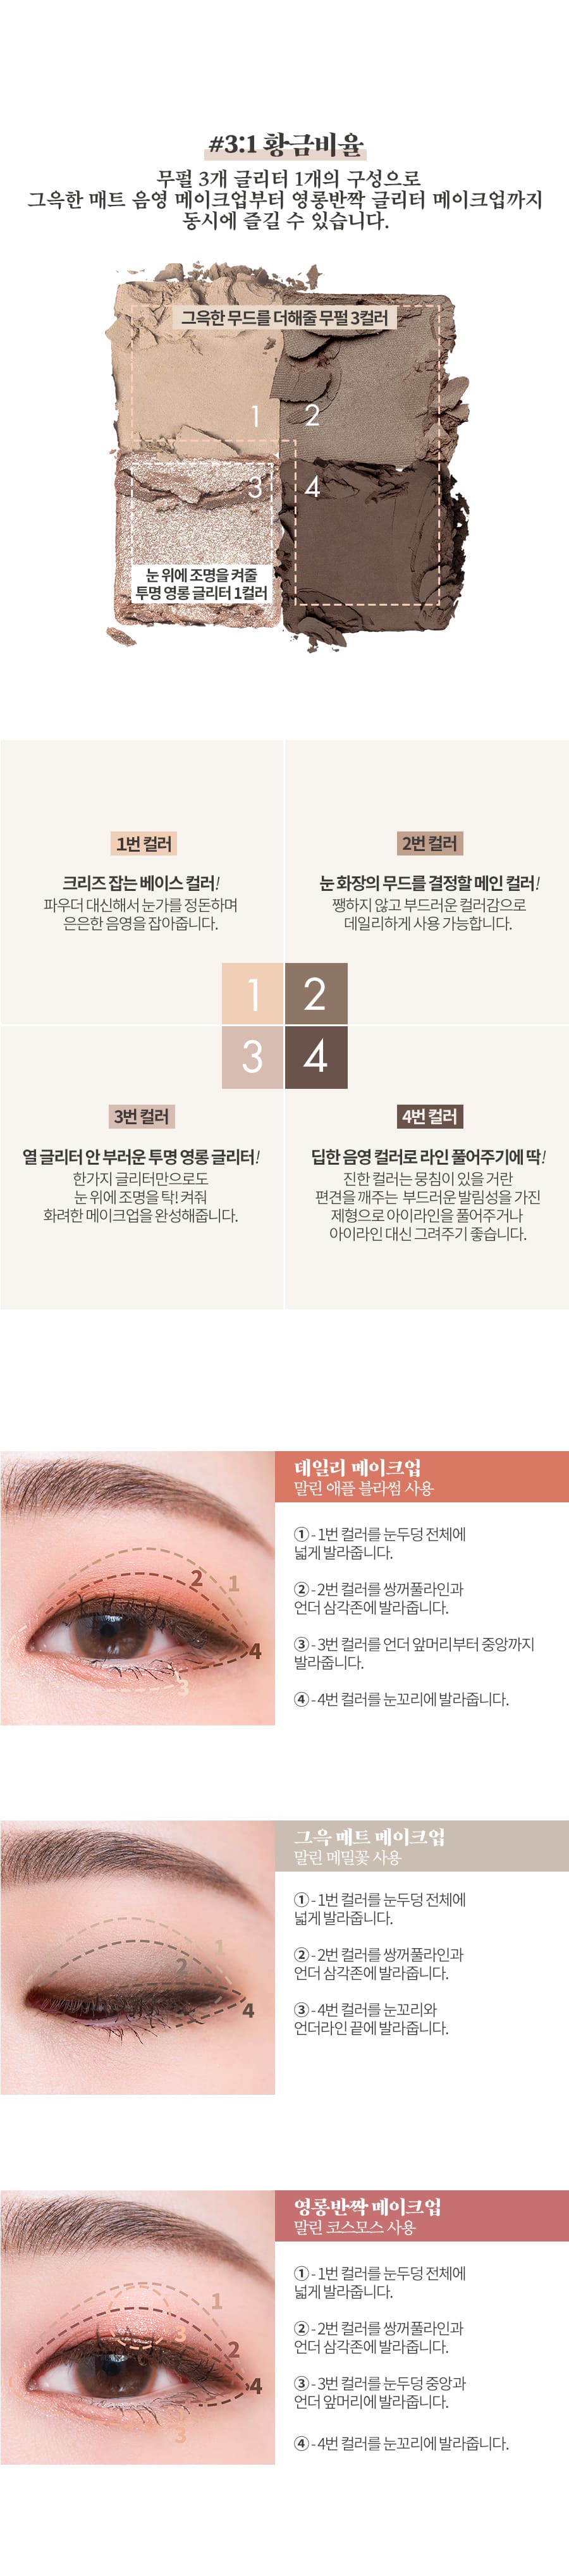 #3:1 황금비율
무펄 3개 글리터 1개의 구성으로
그윽한 매트 음영 메이크업부터 영롱반짝 글리터 메이크업까지
동시에 즐길 수 있습니다.
그윽한 무드를 더해줄 무펄 3컬러
1 2
3 4
눈 위에 조명을 켜줄
투명 영롱 글리터 1컬러
1번 컬러
크리즈 잡는 베이스 컬러!
파우더 대신해서 눈가를 정돈하며
은은한 음영을 잡아줍니다.
2번 컬러
눈 화장의 무드를 결정할 메인 컬러!
쨍하지 않고 부드러운 컬러감으로
데일리하게 사용 가능합니다.
1 2
3 4
3번 컬러
열 글리터 안 부러운 투명 영롱 글리터!
한가지 글리터만으로도
눈 위에 조명을 탁! 켜줘
화려한 메이크업을 완성해줍니다.
4번 컬러
딥한 음영 컬러로 라인 풀어주기에 딱!
진한 컬러는 뭉침이 있을 거란
편견을 깨주는 부드러운 발림성을 가진
제형으로 아이라인을 풀어주거나
아이라인 대신 그려주기 좋습니다.
데일리 메이크업
말린 애플 블라썸 사용
① - 1번 컬러를 눈두덩 전체에
넓게 발라줍니다.
② - 2번 컬러를 쌍꺼풀라인과
언더 삼각존에 발라줍니다.
③ - 3번 컬러를 언더 앞머리부터 중앙까지
발라줍니다.
④ - 4번 컬러를 눈꼬리에 발라줍니다.
2
1
4
3
그윽 매트 메이크업
말린 메밀꽃 사용
① - 1번 컬러를 눈두덩 전체에
넓게 발라줍니다.
② - 2번 컬러를 쌍꺼풀라인과
언더 삼각존에 발라줍니다.
③ - 4번 컬러를 눈꼬리와
언더라인 끝에 발라줍니다.
1
2
4
영롱반짝 메이크업
말린 코스모스 사용
① - 1번 컬러를 눈두덩 전체에
넓게 발라줍니다.
② - 2번 컬러를 쌍꺼풀라인과
언더 삼각존에 발라줍니다.
③ - 3번 컬러를 눈두덩 중앙과
언더 앞머리에 발라줍니다.
④ - 4번 컬러를 눈꼬리에 발라줍니다.
1
3
2
4
3